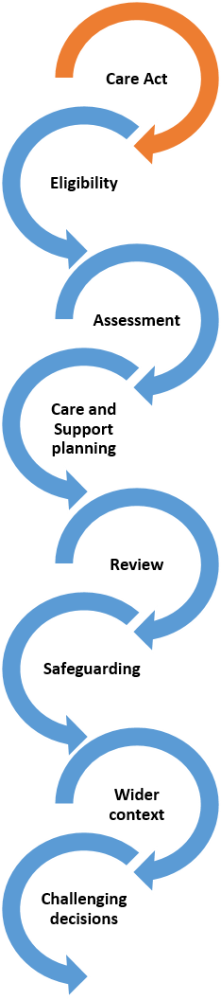 Care Act
Eligibility
Assessment
Care and
Support
planning
Review
Safeguarding
Wider
context
Challenging
decisions